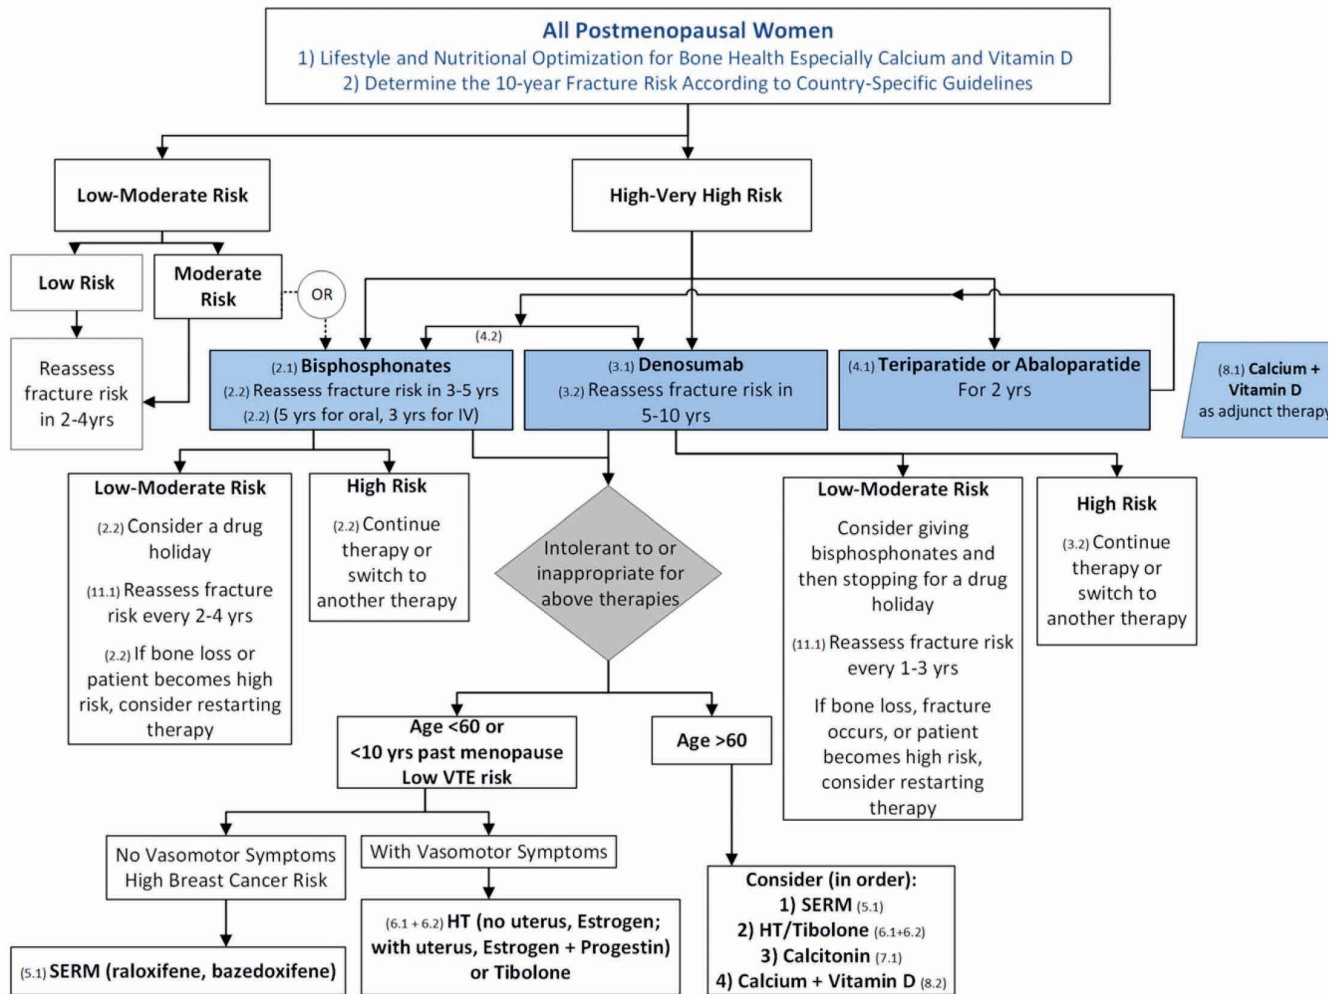 All Postmenopausal Women
1) Lifestyle and Nutritional Optimization for Bone Health Especially Calcium and Vitamin D
2) Determine the 10-year Fracture Risk According to Country-Specific Guidelines
Low-Moderate Risk
High-Very High Risk
Low Risk
Moderate
Risk
OR
Reassess
fracture risk
in 2-4yrs
(4.2)
(2.1) Bisphosphonates
(2.2) Reassess fracture risk in 3-5 yrs
(2.2) (5 yrs for oral, 3 yrs for IV)
(3.1) Denosumab
(3.2) Reassess fracture risk in
5-10 yrs
(4.1) Teriparatide or Abaloparatide
For 2 yrs
(8.1) Calcium +
Vitamin D
as adjunct therapy
Low-Moderate Risk
(2.2) Consider a drug
holiday
(11.1) Reassess fracture
risk every 2-4 yrs
(2.2) If bone loss or
patient becomes high
risk, consider restarting
therapy
High Risk
(2.2) Continue
therapy or
switch to
another therapy
Intolerant to or
inappropriate for
above therapies
Low-Moderate Risk
Consider giving
bisphosphonates and
then stopping for a drug
holiday
(11.1) Reassess fracture risk
every 1-3 yrs
If bone loss, fracture
occurs, or patient
becomes high risk,
consider restarting
therapy
High Risk
(3.2) Continue
therapy or
switch to
another therapy
Age <60 or
<10 yrs past menopause
Low VTE risk
Age >60
No Vasomotor Symptoms
High Breast Cancer Risk
With Vasomotor Symptoms
(5.1) SERM (raloxifene, bazedoxifene)
(6.1 + 6.2) HT (no uterus, Estrogen;
with uterus, Estrogen + Progestin)
or Tibolone
Consider (in order):
1) SERM (5.1)
2) HT/Tibolone (6.1+6.2)
3) Calcitonin (7.1)
4) Calcium + Vitamin D (8.2)